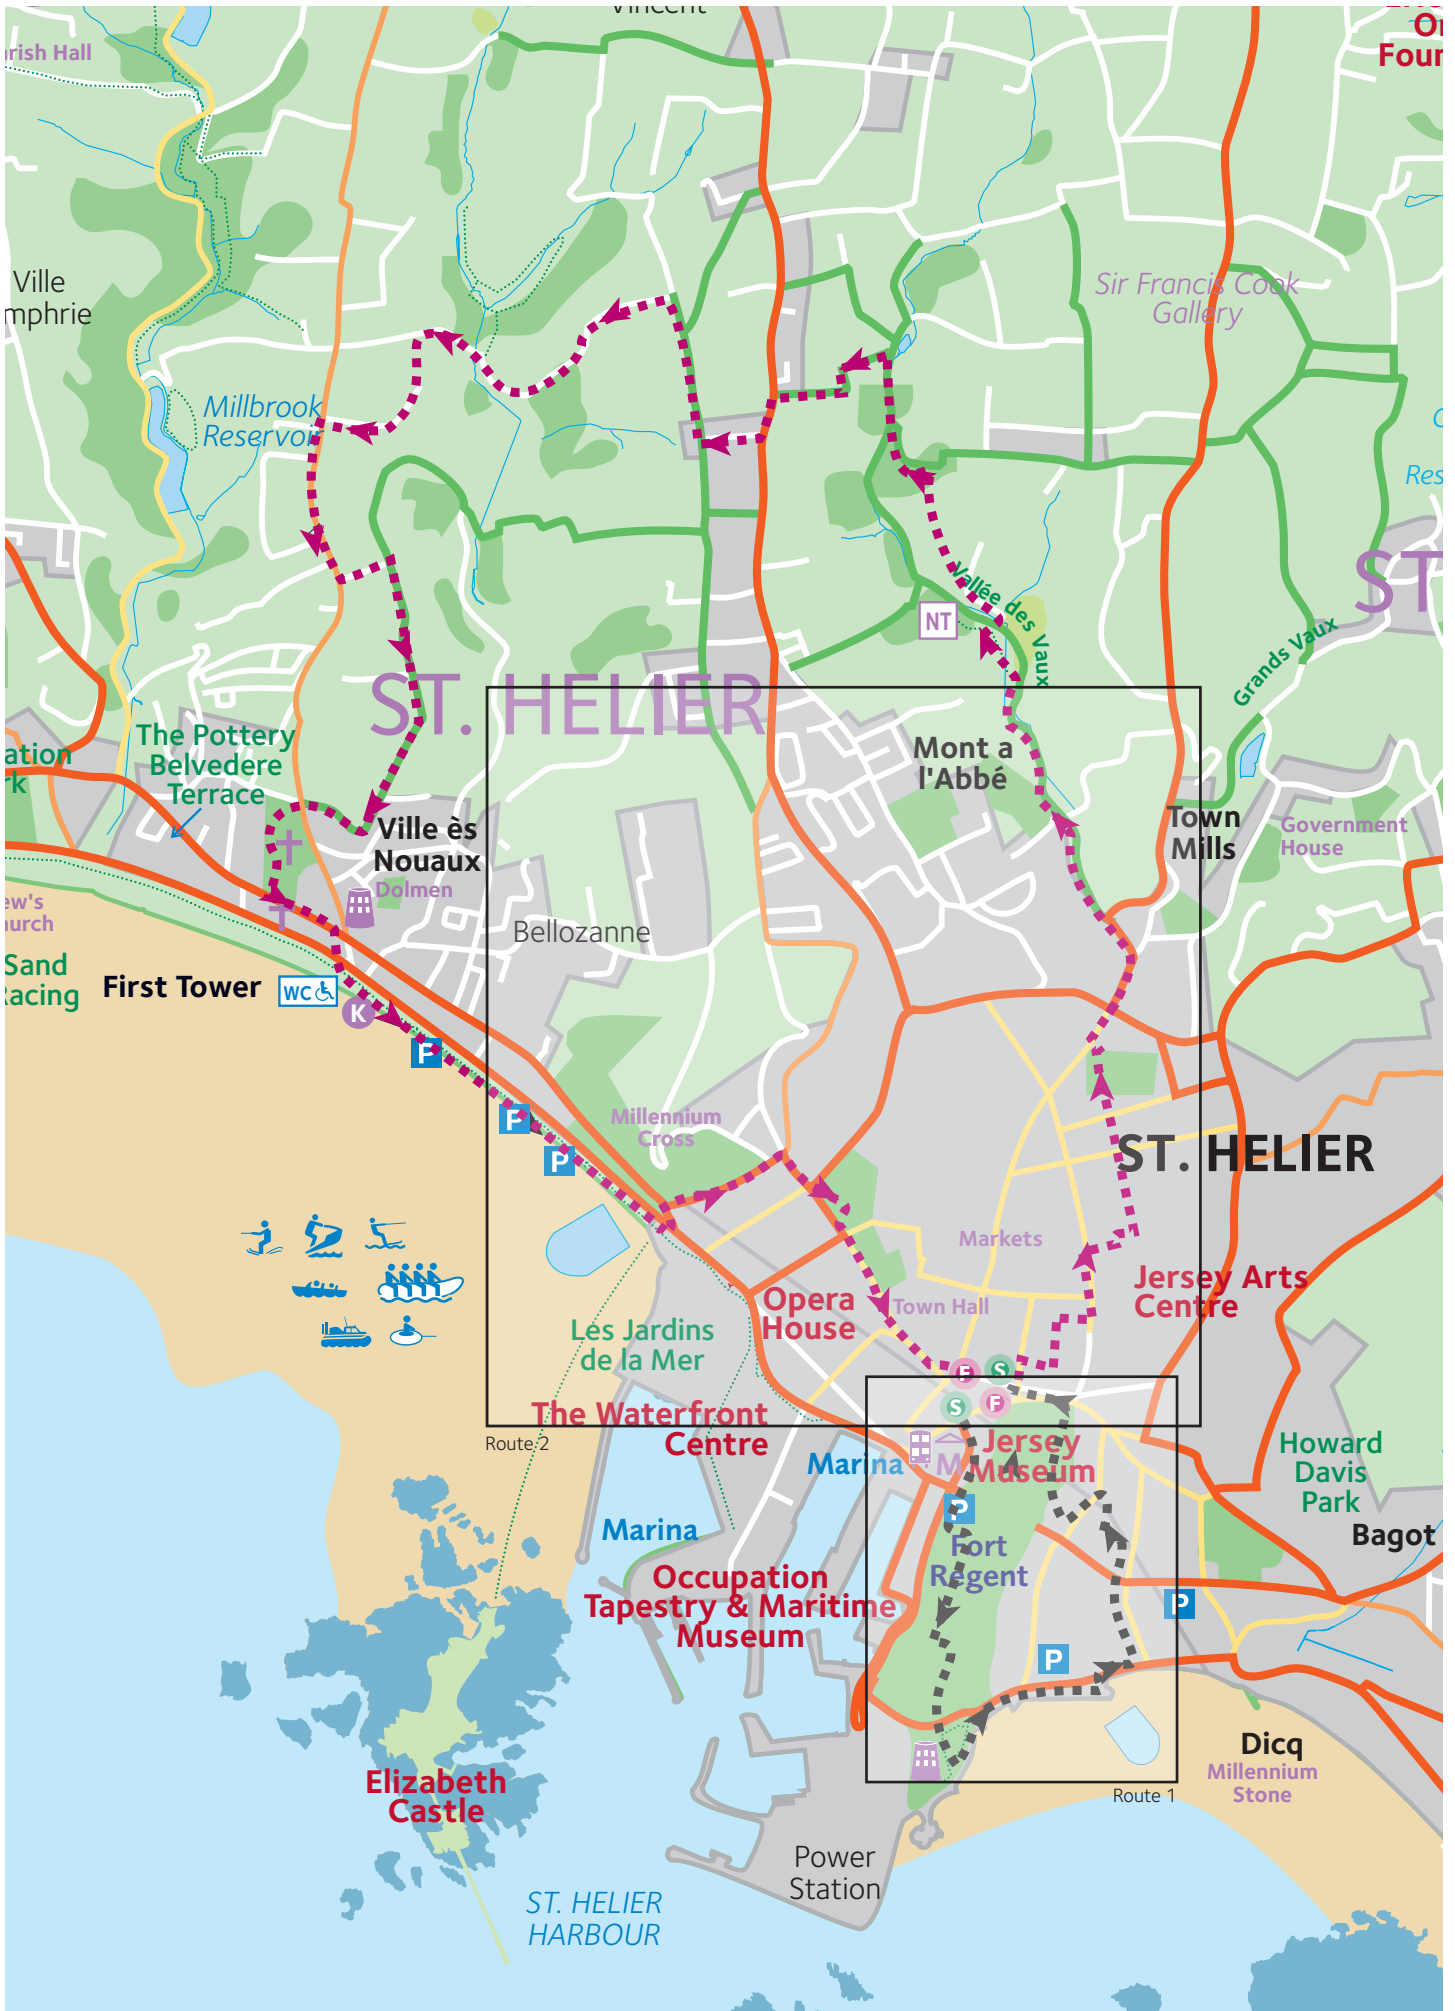 Vincent
Or
Four
rish Hall
Ville
mphrie
Sir Francis Cook
Gallery
Millbrook
Reservoir
Res
ST
Vallée des Vaux
NT
Grands Vaux
ST. HELIER
The Pottery
Belvedere
Terrace
ation
rk
Mont a
l'Abbé
Town
Mills
Government
House
Ville ès
Nouaux
Dolmen
ew's
urch
Bellozanne
Sand
Racing
First Tower
WC
K
P
P
P
Millennium
Cross
ST. HELIER
Markets
Jersey Arts
Centre
Opera
House
Town Hall
Les Jardins
de la Mer
F
S
S
F
The Waterfront
Centre
Route 2
Marina
M
Jersey
Museum
Howard
Davis
Park
Bagot
Marina
P
Fort
Regent
Occupation
Tapestry & Maritime
Museum
P
P
Elizabeth
Castle
Dicq
Millennium
Stone
Route 1
Power
Station
ST. HELIER
HARBOUR